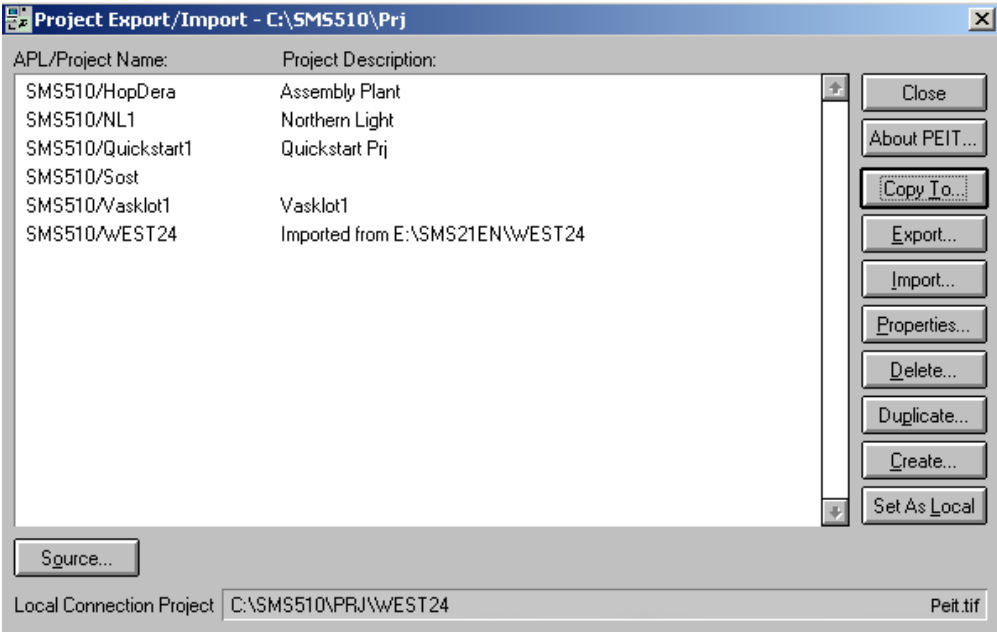 Project Export/Import - C:\SMS510\Prj
APL/Project Name: Project Description:
SMS510/HopDera Assembly Plant
SMS510/NL1 Northern Light
SMS510/Quickstart1 Quickstart Prj
SMS510/Sost
SMS510/Vasklot1 Vasklot1
SMS510/WEST24 Imported from E:\SMS21EN\WEST24
Close
About PEIT...
Copy To...
Export...
Import...
Properties...
Delete...
Duplicate...
Create...
Set As Local
Source...
Local Connection Project C:\SMS510\PRJ\WEST24 Peit.tif